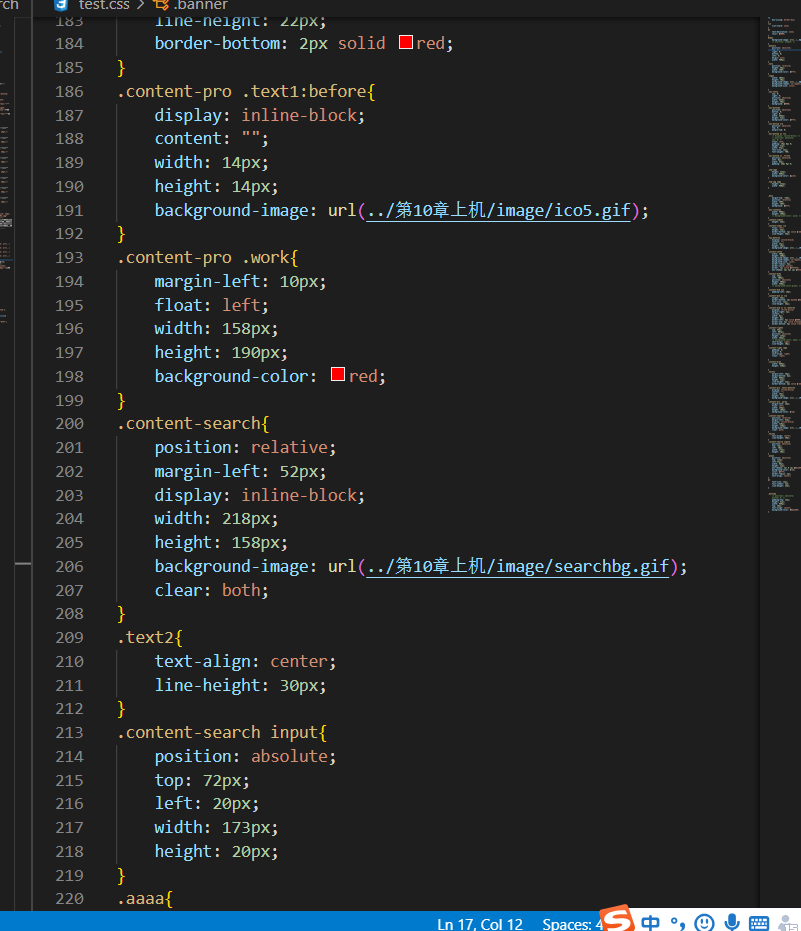 rch test.css > .banner
183 line-height: 22px;
184 border-bottom: 2px solid red;
185 }
186 .content-pro .text1:before{
187 display: inline-block;
188 content: "";
189 width: 14px;
190 height: 14px;
191 background-image: url(../第10章上机/image/ico5.gif);
192 }
193 .content-pro .work{
194 margin-left: 10px;
195 float: left;
196 width: 158px;
197 height: 190px;
198 background-color: red;
199 }
200 .content-search{
201 position: relative;
202 margin-left: 52px;
203 display: inline-block;
204 width: 218px;
205 height: 158px;
206 background-image: url(../第10章上机/image/searchbg.gif);
207 clear: both;
208 }
209 .text2{
210 text-align: center;
211 line-height: 30px;
212 }
213 .content-search input{
214 position: absolute;
215 top: 72px;
216 left: 20px;
217 width: 173px;
218 height: 20px;
219 }
220 .aaaa{
Ln 17, Col 12 Spaces: 4 S 中